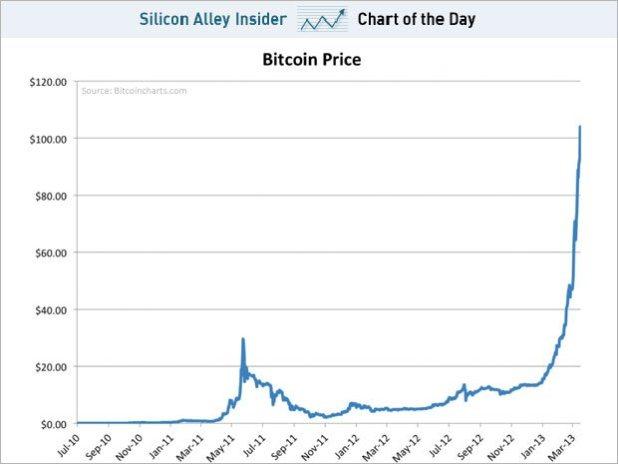 Silicon Alley Insider Chart of the Day
Bitcoin Price
$120.00
Source: Bitcoincharts.com
$100.00
$80.00
$60.00
$40.00
$20.00
$0.00
Jul-10 Sep-10 Nov-10 Jan-11 Mar-11 May-11 Jul-11 Sep-11 Nov-11 Jan-12 Mar-12 May-12 Jul-12 Sep-12 Nov-12 Jan-13 Mar-13